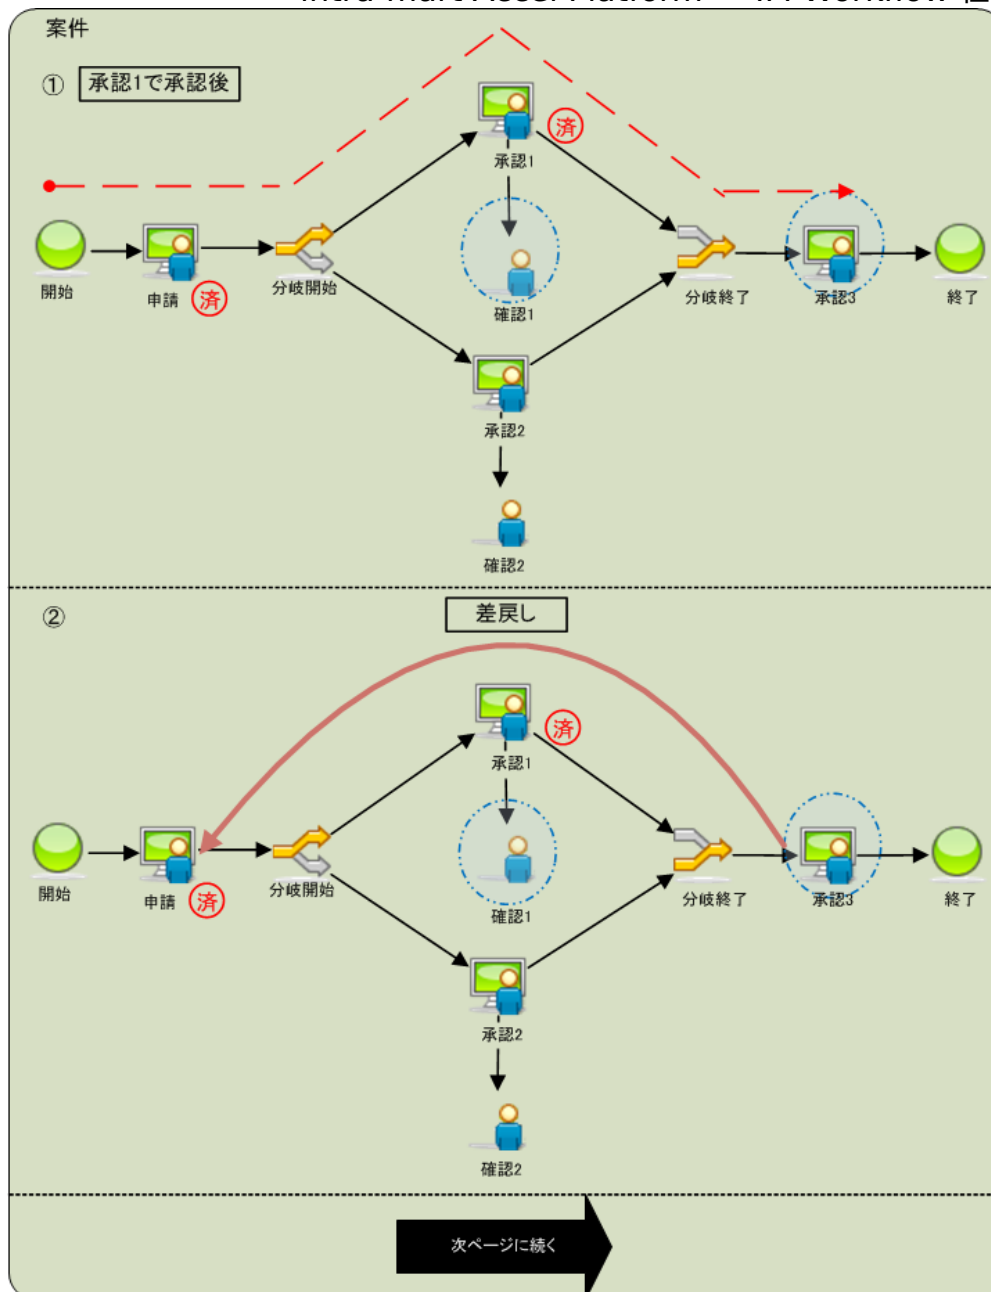 案件
① 承認1で承認後
承認1
済
開始
申請
済
分岐開始
確認1
分岐終了
承認3
終了
承認2
確認2
②
差戻し
承認1
済
開始
申請
済
分岐開始
確認1
分岐終了
承認3
終了
承認2
確認2
次ページに続く